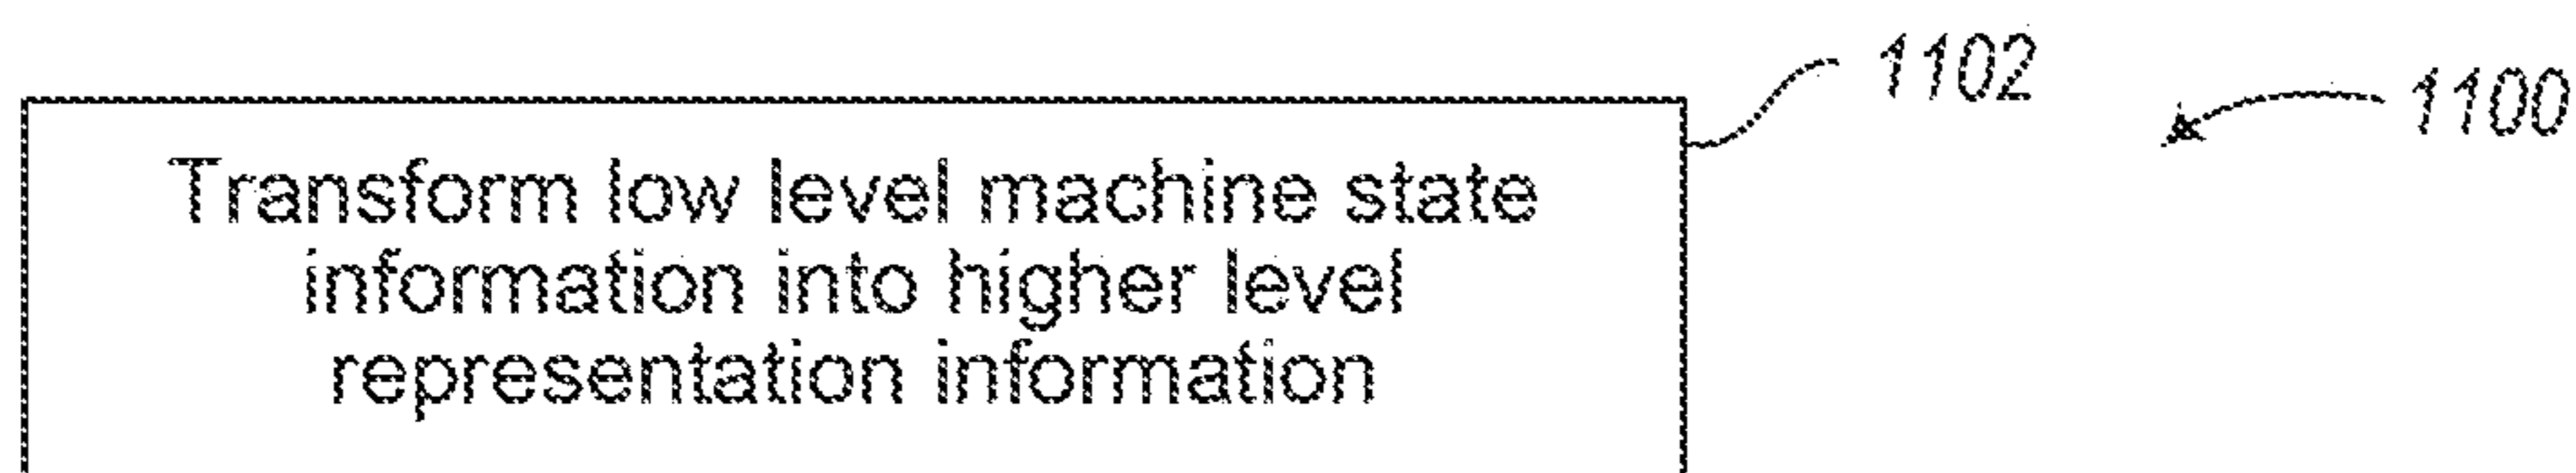 1102
1100
Transform low level machine state
information into higher level
representation information